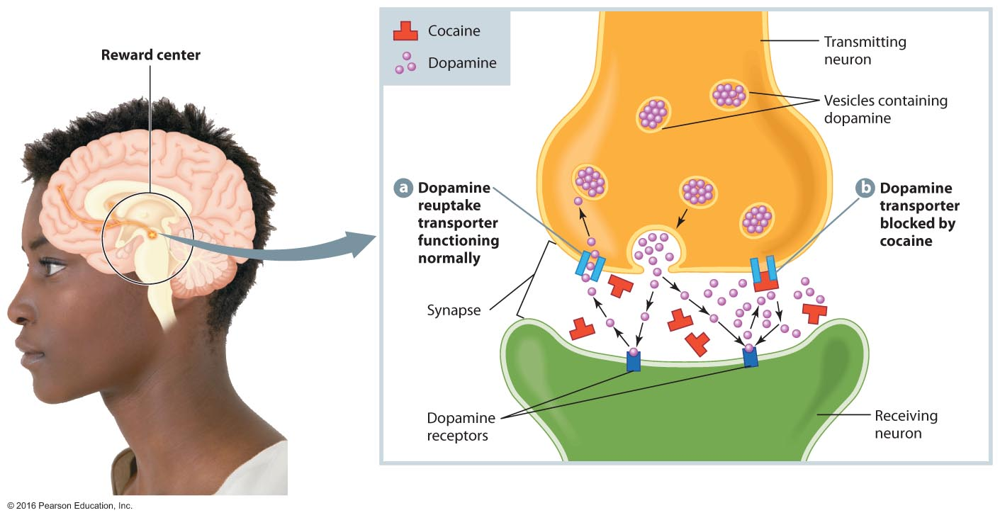 Reward center
Cocaine
Dopamine
Transmitting
neuron
Vesicles containing
dopamine
a Dopamine
reuptake
transporter
functioning
normally
b Dopamine
transporter
blocked by
cocaine
Synapse
Dopamine
receptors
Receiving
neuron
© 2016 Pearson Education, Inc.